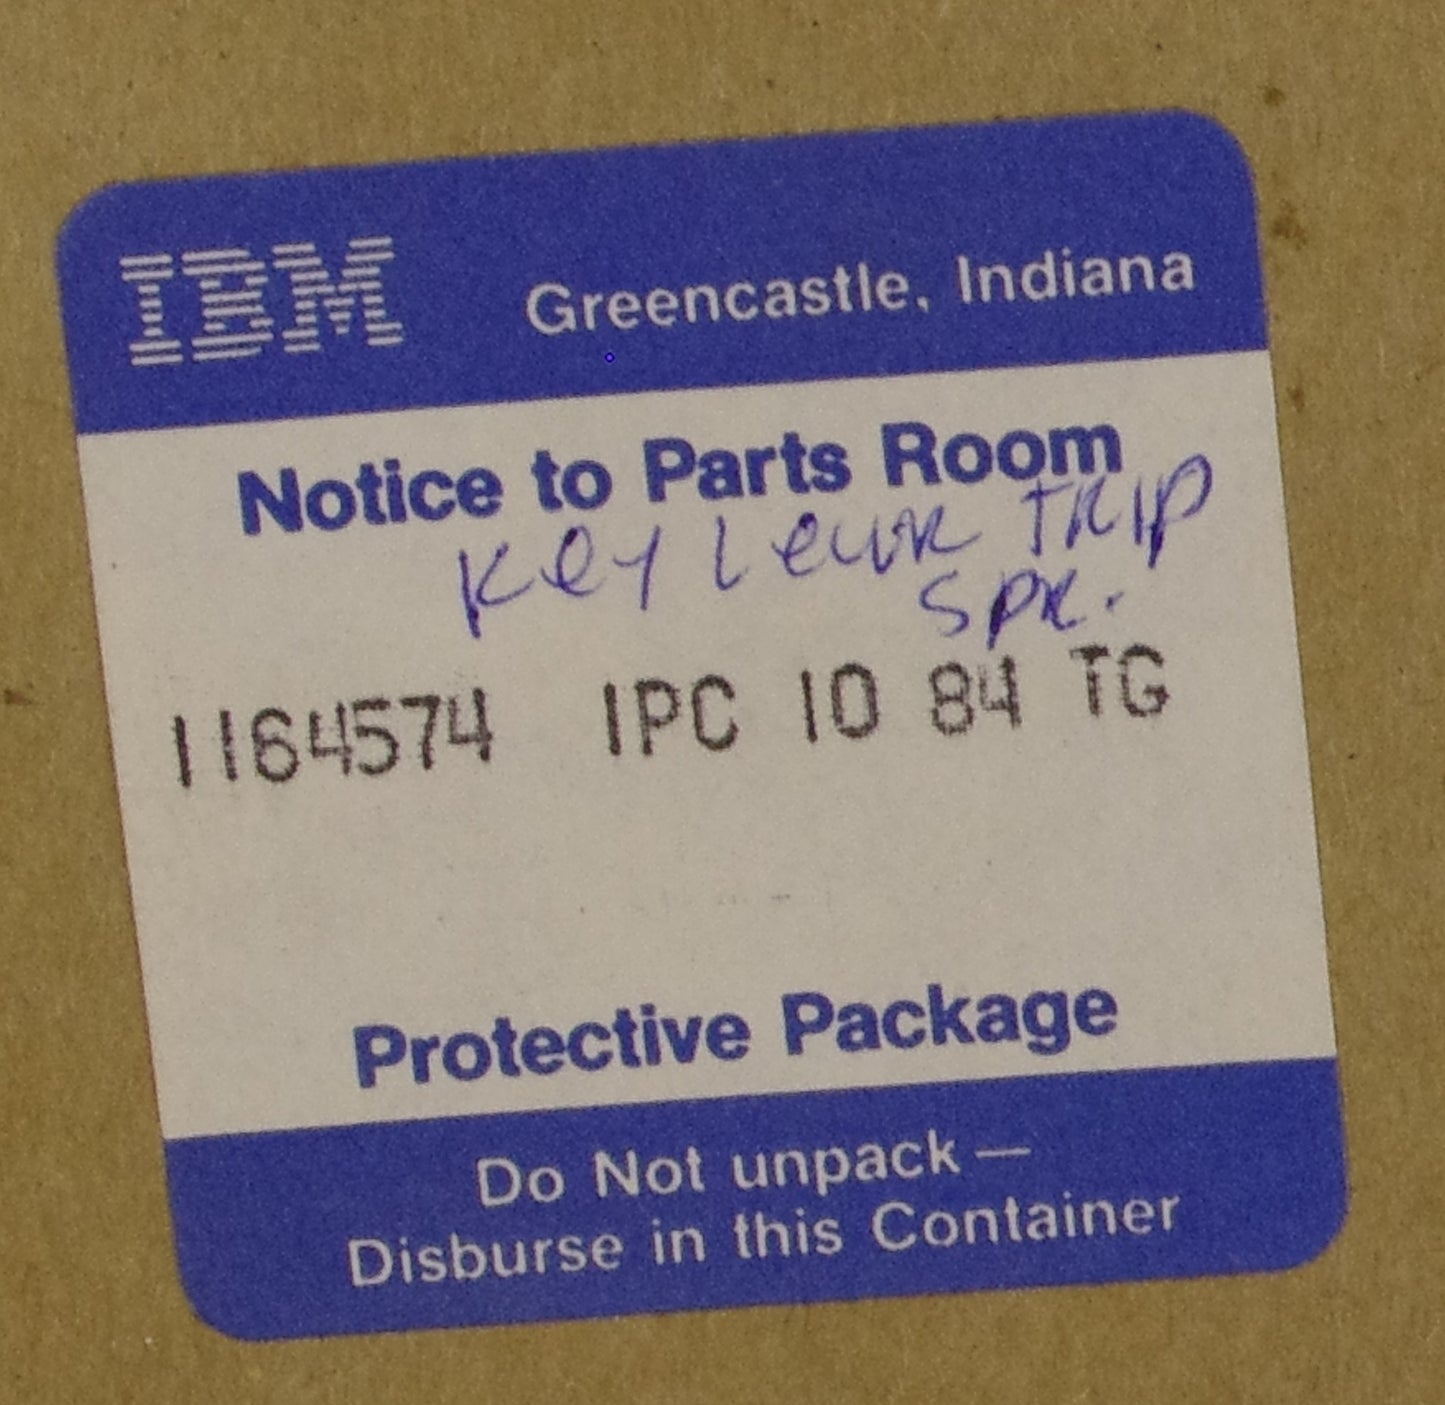 IBM Greencastle, Indiana
Notice to Parts Room
Key Lever TRIP
SPR.
1164574 IPC 10 84 TG
Protective Package
Do Not unpack —
Disburse in this Container